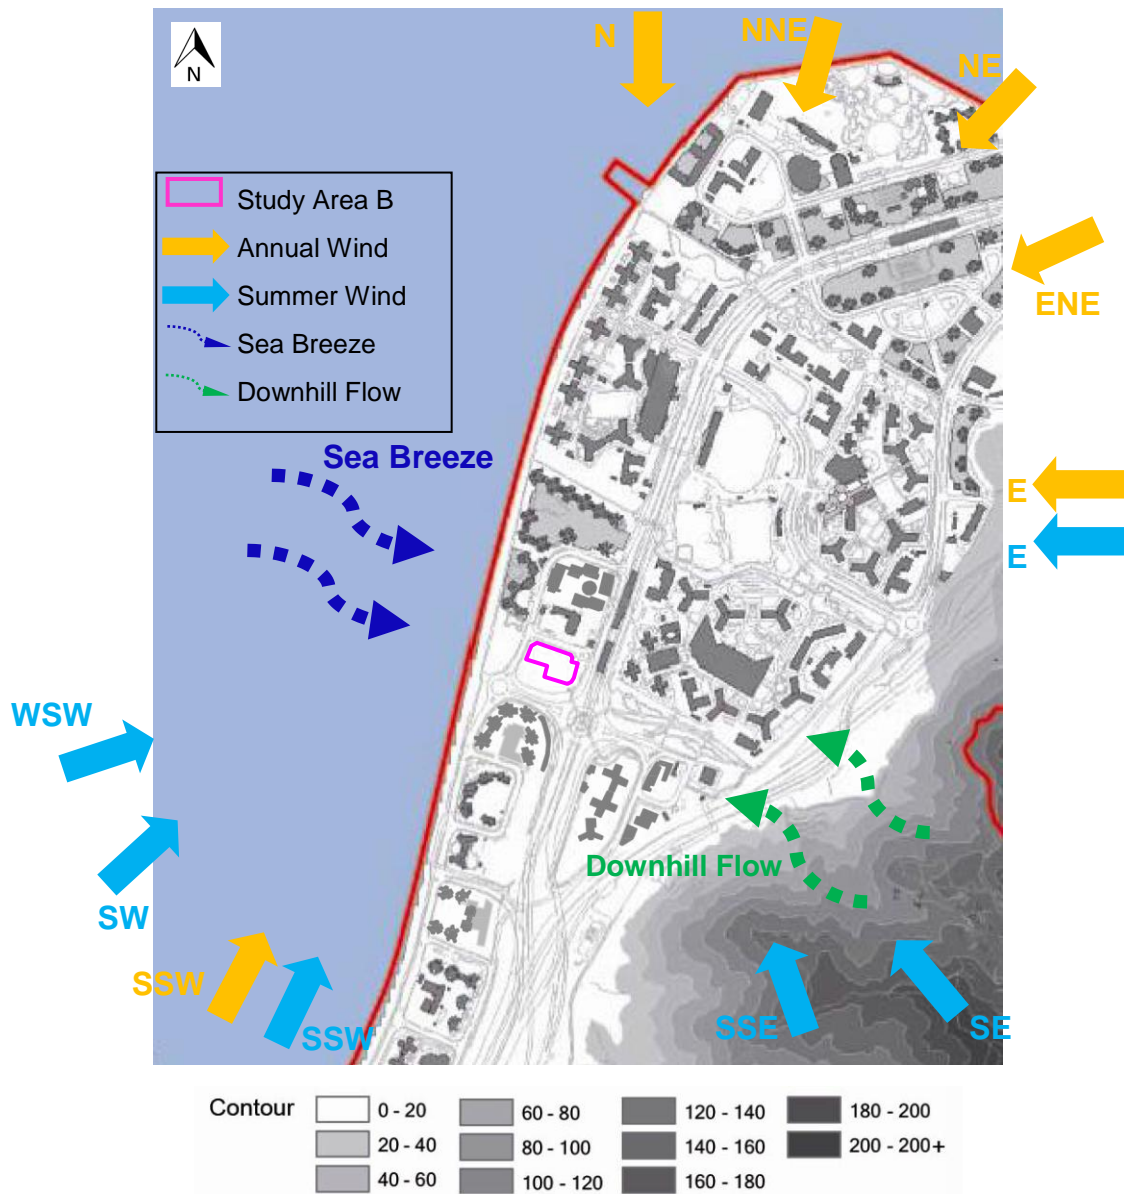 N
NNE
NE
N
Study Area B
Annual Wind
Summer Wind
Sea Breeze
Downhill Flow
ENE
Sea Breeze
E
E
WSW
SW
Downhill Flow
SSW
SSW
SSE
SE
Contour
0 - 20
20 - 40
40 - 60
60 - 80
80 - 100
100 - 120
120 - 140
140 - 160
160 - 180
180 - 200
200 - 200+